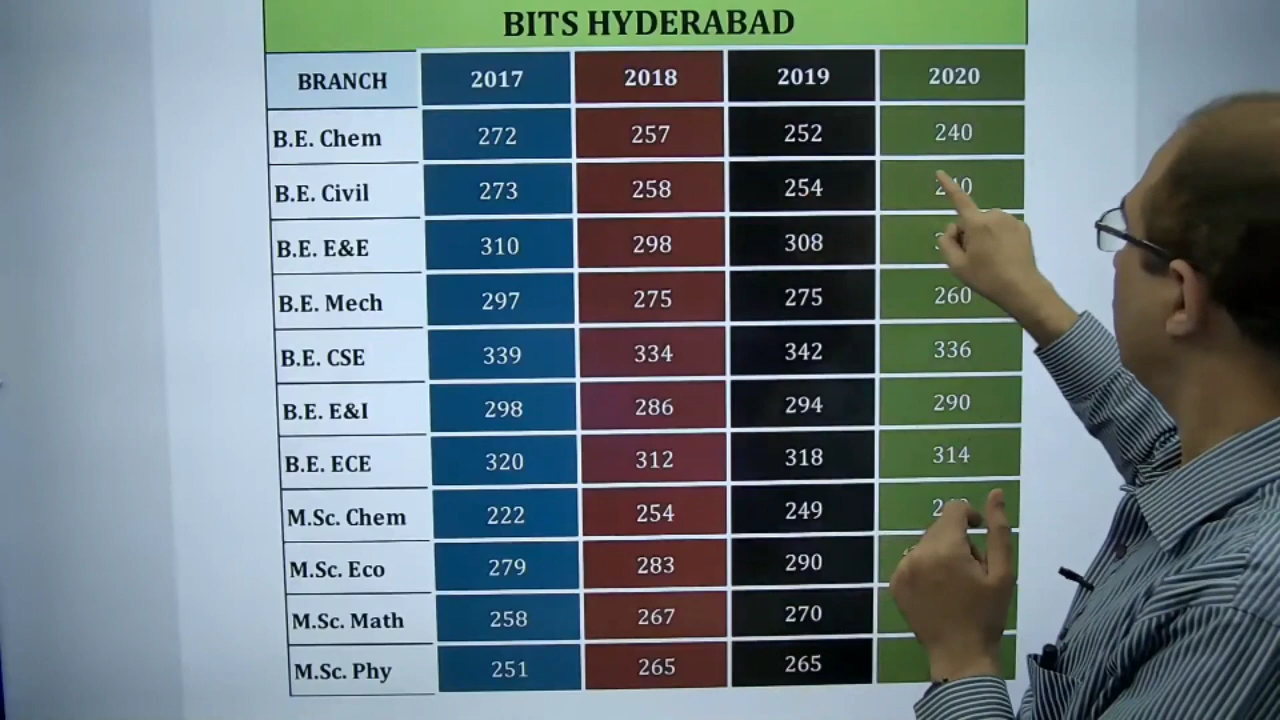 BITS HYDERABAD
BRANCH 2017 2018 2019 2020
B.E. Chem 272 257 252 240
B.E. Civil 273 258 254
B.E. E&E 310 298 308
B.E. Mech 297 275 275 260
B.E. CSE 339 334 342 336
B.E. E&I 298 286 294 290
B.E. ECE 320 312 318 314
M.Sc. Chem 222 254 249
M.Sc. Eco 279 283 290
M.Sc. Math 258 267 270
M.Sc. Phy 251 265 265